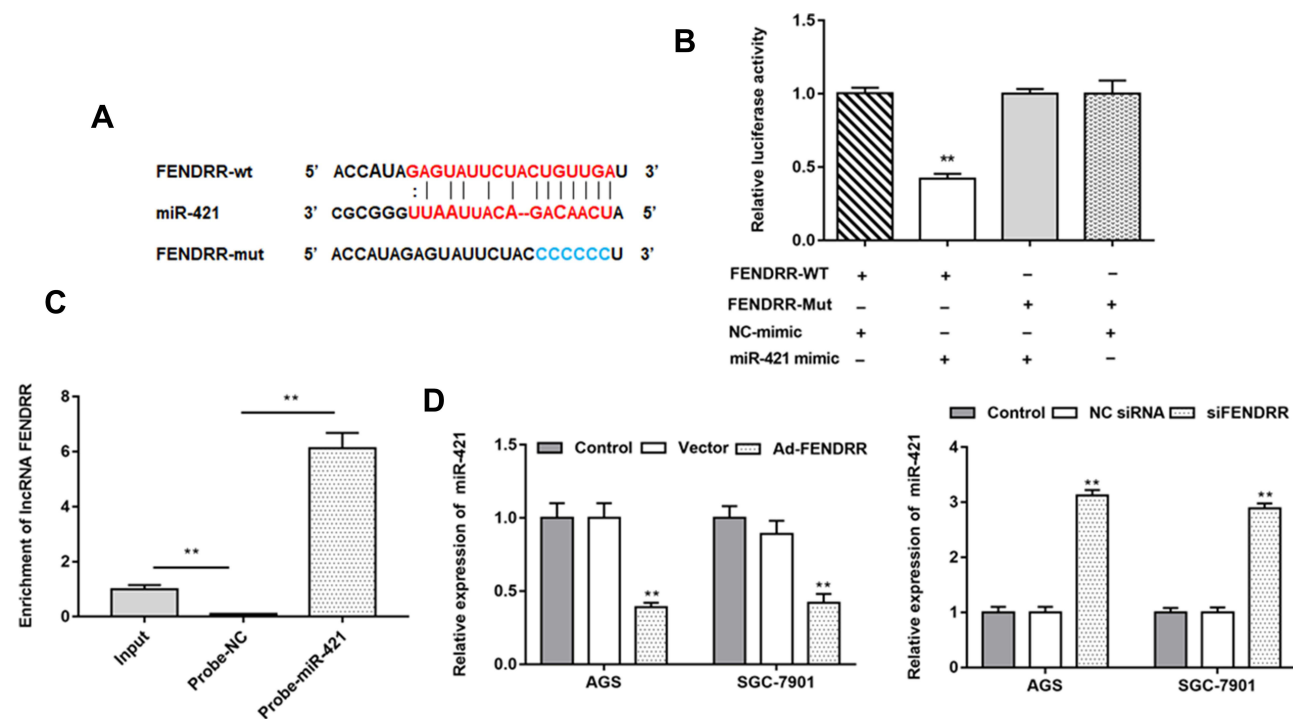 A
FENDRR-wt 5’ ACCAUAGAGUAUUCUACUGUUGAU 3’
miR-421 3’ CGCGGGUUAAUUACA--GACAACUA 5’
FENDRR-mut 5’ ACCAUAGAGUAUUCUACCCCCCCU 3’
B
Relative luciferase activity
1.5
1.0
0.5
0.0
**
FENDRR-WT + + – –
FENDRR-Mut – – + +
NC-mimic + – – +
miR-421 mimic – + + –
C
Enrichment of lncRNA FENDRR
8
6
4
2
0
**
**
Input
Probe-NC
Probe-miR-421
D
Relative expression of miR-421
1.5
1.0
0.5
0.0
Control Vector Ad-FENDRR
**
**
AGS SGC-7901
Control NC siRNA siFENDRR
Relative expression of miR-421
4
3
2
1
0
**
**
AGS SGC-7901